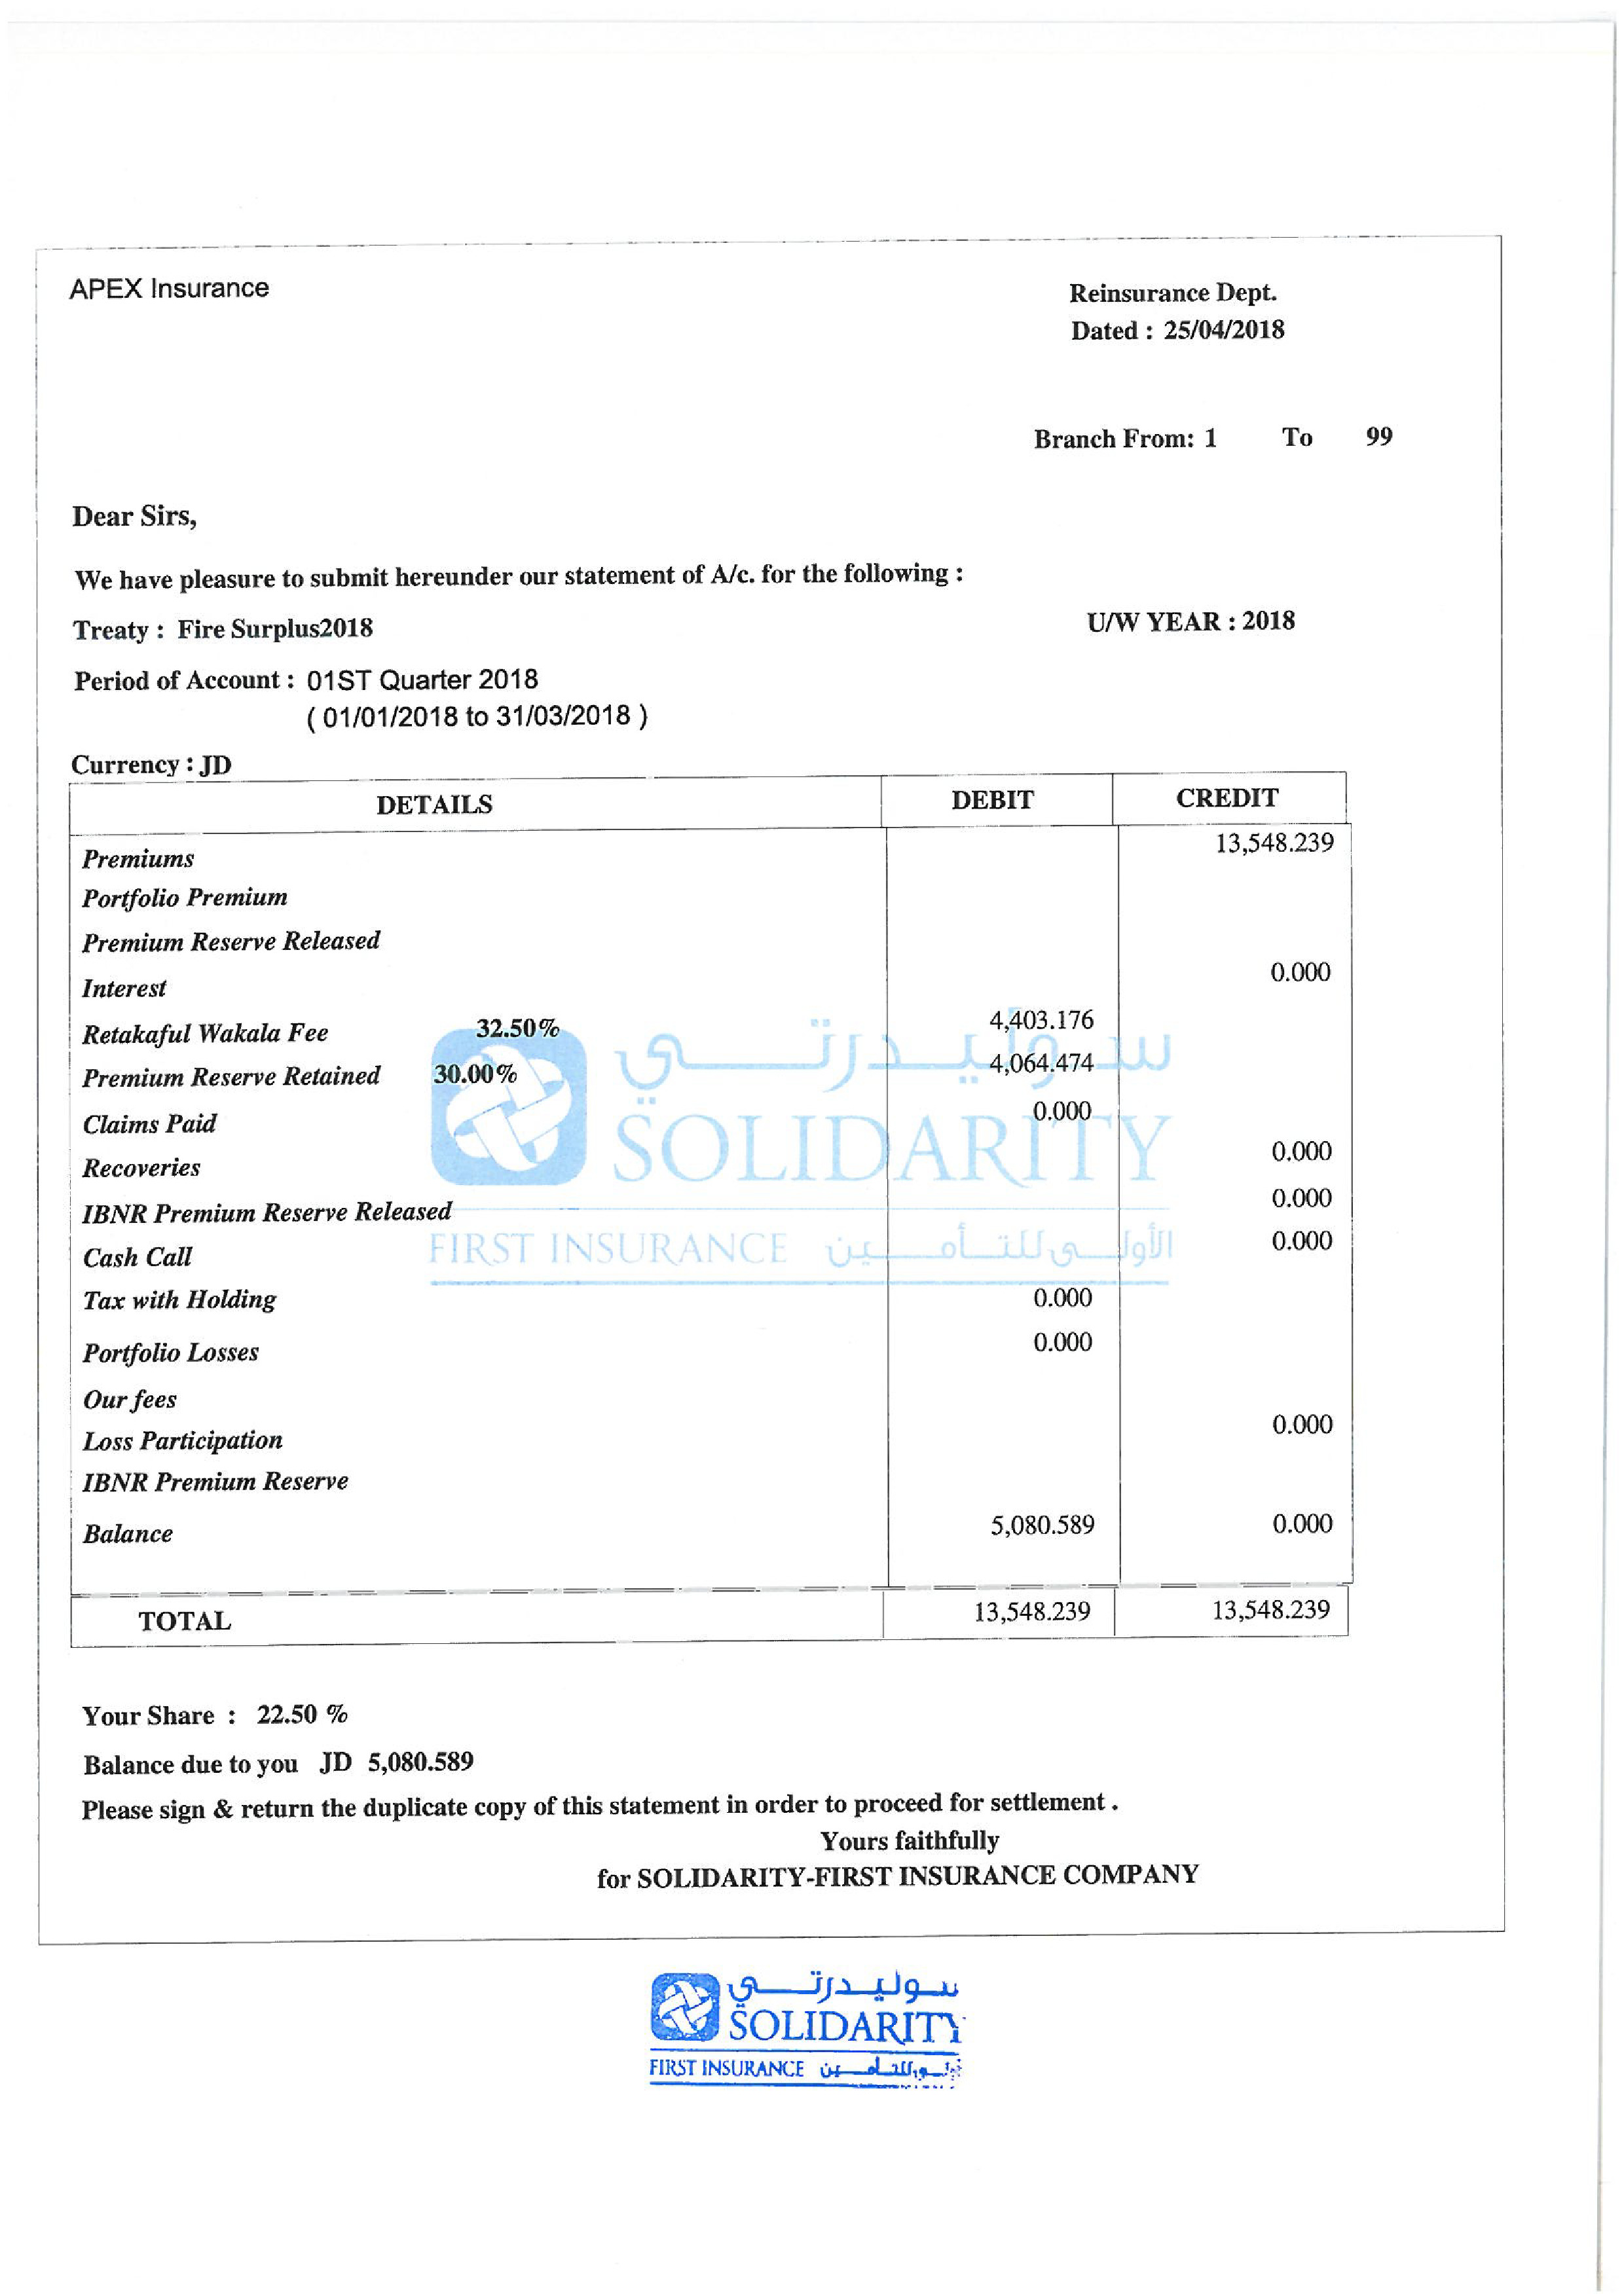 APEX Insurance
Reinsurance Dept.
Dated : 25/04/2018
Branch From: 1 To 99
Dear Sirs,
We have pleasure to submit hereunder our statement of A/c. for the following :
Treaty : Fire Surplus2018
U/W YEAR : 2018
Period of Account : 01ST Quarter 2018
( 01/01/2018 to 31/03/2018 )
Currency : JD
DETAILS DEBIT CREDIT
Premiums 13,548.239
Portfolio Premium
Premium Reserve Released
Interest 0.000
Retakaful Wakala Fee 32.50% 4,403.176
Premium Reserve Retained 30.00% 4,064.474
Claims Paid 0.000
Recoveries 0.000
IBNR Premium Reserve Released 0.000
Cash Call 0.000
Tax with Holding 0.000
Portfolio Losses 0.000
Our fees
Loss Participation 0.000
IBNR Premium Reserve
Balance 5,080.589 0.000
TOTAL 13,548.239 13,548.239
سوليدرتي
SOLIDARITY
FIRST INSURANCE الأولى للتأمين
Your Share : 22.50 %
Balance due to you JD 5,080.589
Please sign & return the duplicate copy of this statement in order to proceed for settlement .
Yours faithfully
for SOLIDARITY-FIRST INSURANCE COMPANY
سوليدرتي
SOLIDARITY
FIRST INSURANCE